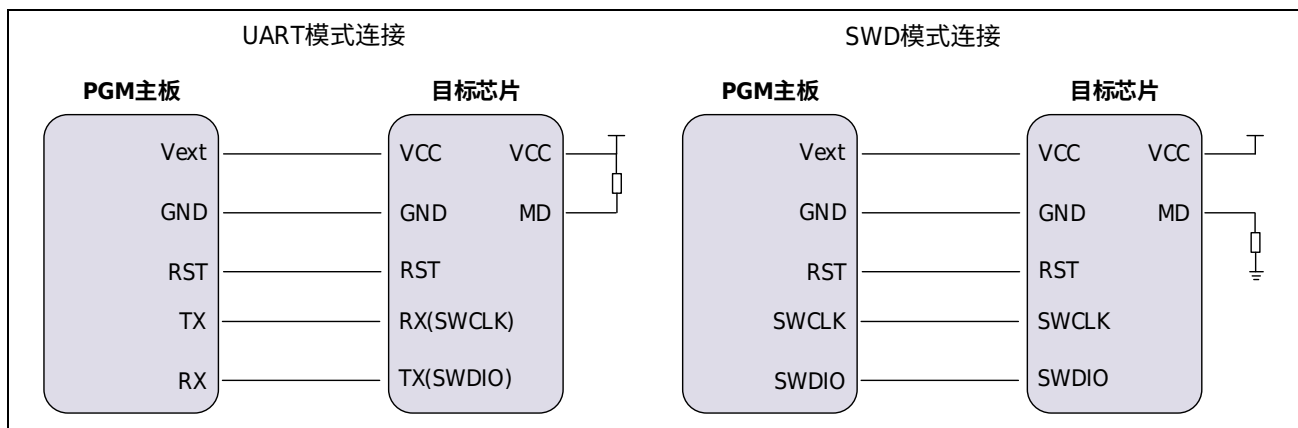 UART模式连接
PGM主板
目标芯片
Vext
VCC
VCC
GND
GND
MD
RST
RST
TX
RX(SWCLK)
RX
TX(SWDIO)
SWD模式连接
PGM主板
目标芯片
Vext
VCC
VCC
GND
GND
MD
RST
RST
SWCLK
SWCLK
SWDIO
SWDIO